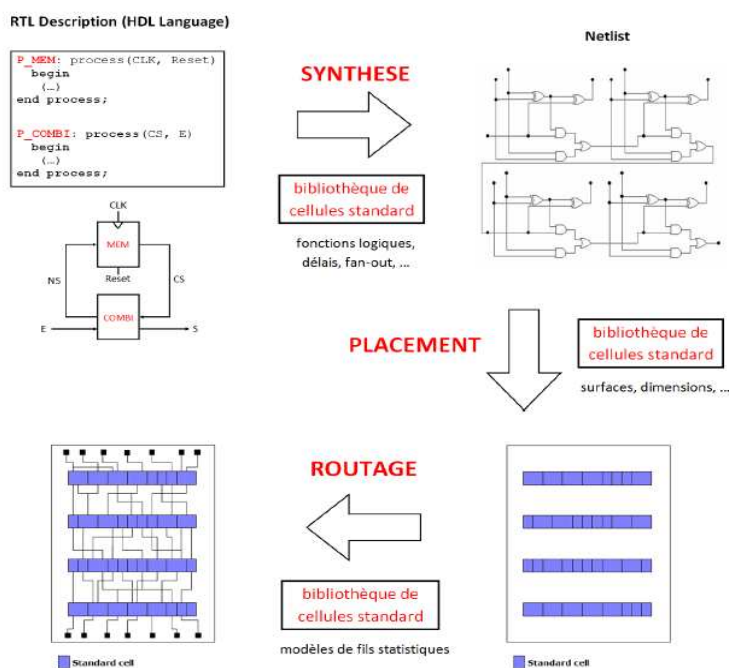 RTL Description (HDL Language)
P_MEM: process(CLK, Reset)
begin
(…)
end process;
P_COMBI: process(CS, E)
begin
(…)
end process;
CLK
MEM
Reset
NS
CS
COMBI
E
S
SYNTHESE
bibliothèque de
cellules standard
fonctions logiques,
délais, fan-out, ...
Netlist
PLACEMENT
bibliothèque de
cellules standard
surfaces, dimensions, ...
ROUTAGE
bibliothèque de
cellules standard
modèles de fils statistiques
Standard cell
Standard cell